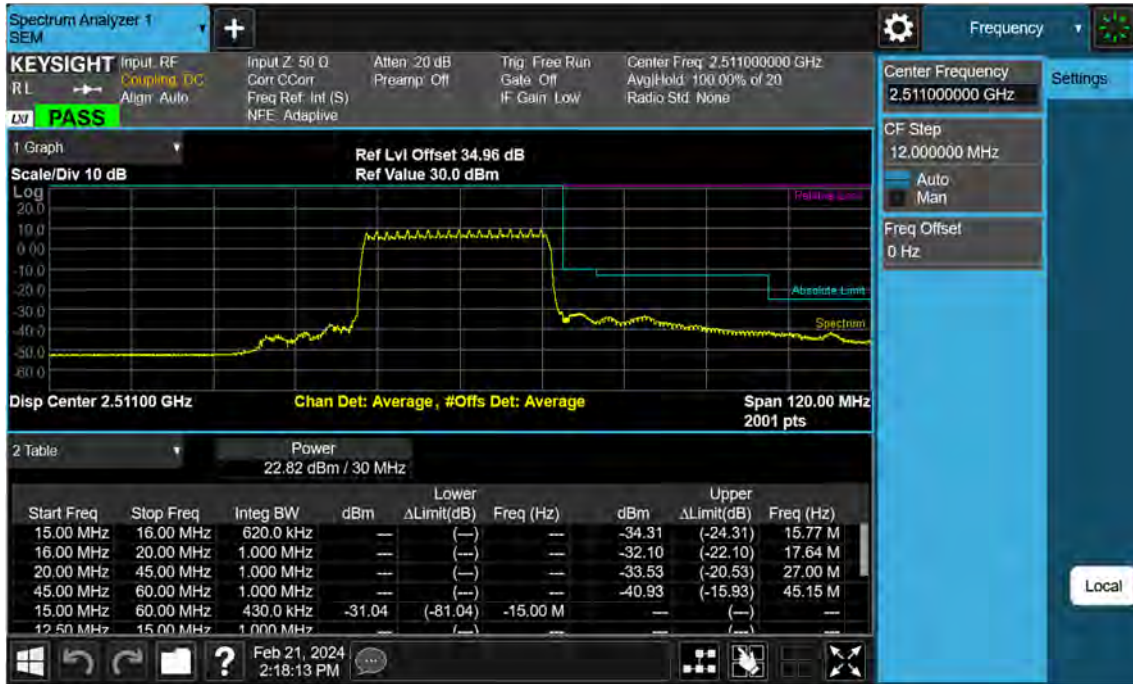 Spectrum Analyzer 1
SEM
Frequency
KEYSIGHT Input: RF
Coupling: DC
Align: Auto
RL
LXI PASS
Input Z: 50 Ω
Corr CCorr
Freq Ref: Int (S)
NFE: Adaptive
Atten: 20 dB
Preamp: Off
Trig: Free Run
Gate: Off
IF Gain: Low
Center Freq: 2.511000000 GHz
Avg|Hold: 100.00% of 20
Radio Std: None
Center Frequency
2.511000000 GHz
Settings
CF Step
12.000000 MHz
Auto
Man
Freq Offset
0 Hz
Local
1 Graph
Scale/Div 10 dB
Ref Lvl Offset 34.96 dB
Ref Value 30.0 dBm
Log
20.0
10.0
0.00
-10.0
-20.0
-30.0
-40.0
-50.0
-60.0
Relative Limit
Absolute Limit
Spectrum
Disp Center 2.51100 GHz
Chan Det: Average, #Offs Det: Average
Span 120.00 MHz
2001 pts
2 Table
Power
22.82 dBm / 30 MHz
Lower Upper
Start Freq Stop Freq Integ BW dBm ΔLimit(dB) Freq (Hz) dBm ΔLimit(dB) Freq (Hz)
15.00 MHz 16.00 MHz 620.0 kHz --- (---) --- -34.31 (-24.31) 15.77 M
16.00 MHz 20.00 MHz 1.000 MHz --- (---) --- -32.10 (-22.10) 17.64 M
20.00 MHz 45.00 MHz 1.000 MHz --- (---) --- -33.53 (-20.53) 27.00 M
45.00 MHz 60.00 MHz 1.000 MHz --- (---) --- -40.93 (-15.93) 45.15 M
15.00 MHz 60.00 MHz 430.0 kHz -31.04 (-81.04) -15.00 M --- (---) ---
12.50 MHz 15.00 MHz 1.000 MHz --- (---) --- --- (---) ---
?
Feb 21, 2024
2:18:13 PM